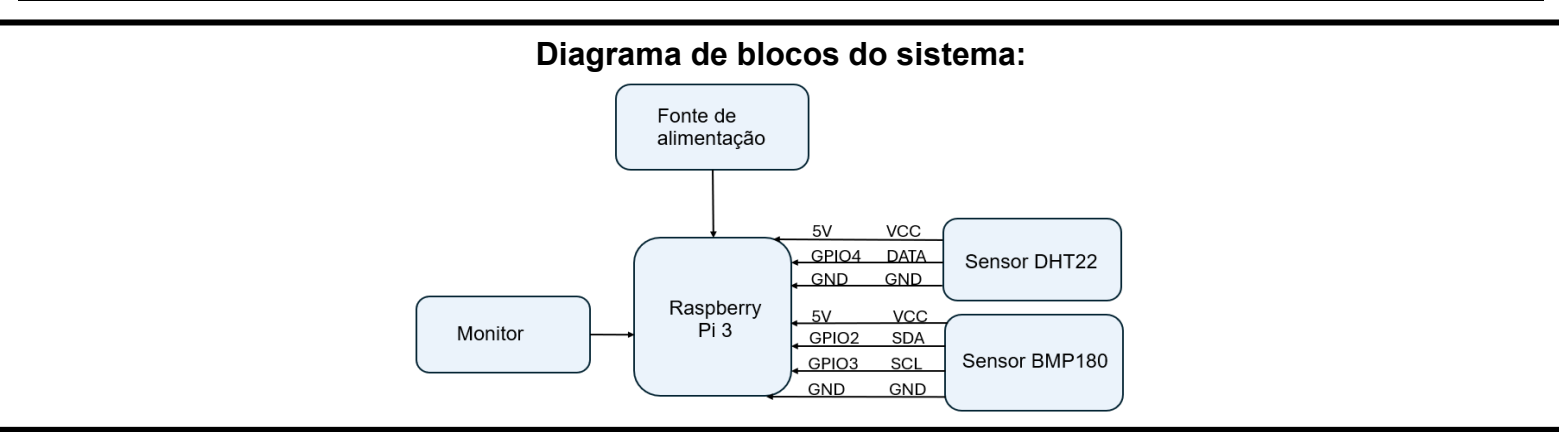 Diagrama de blocos do sistema:
Fonte de
alimentação
5V VCC
GPIO4 DATA
GND GND
Sensor DHT22
Raspberry
Pi 3
Monitor
5V VCC
GPIO2 SDA
GPIO3 SCL
GND GND
Sensor BMP180